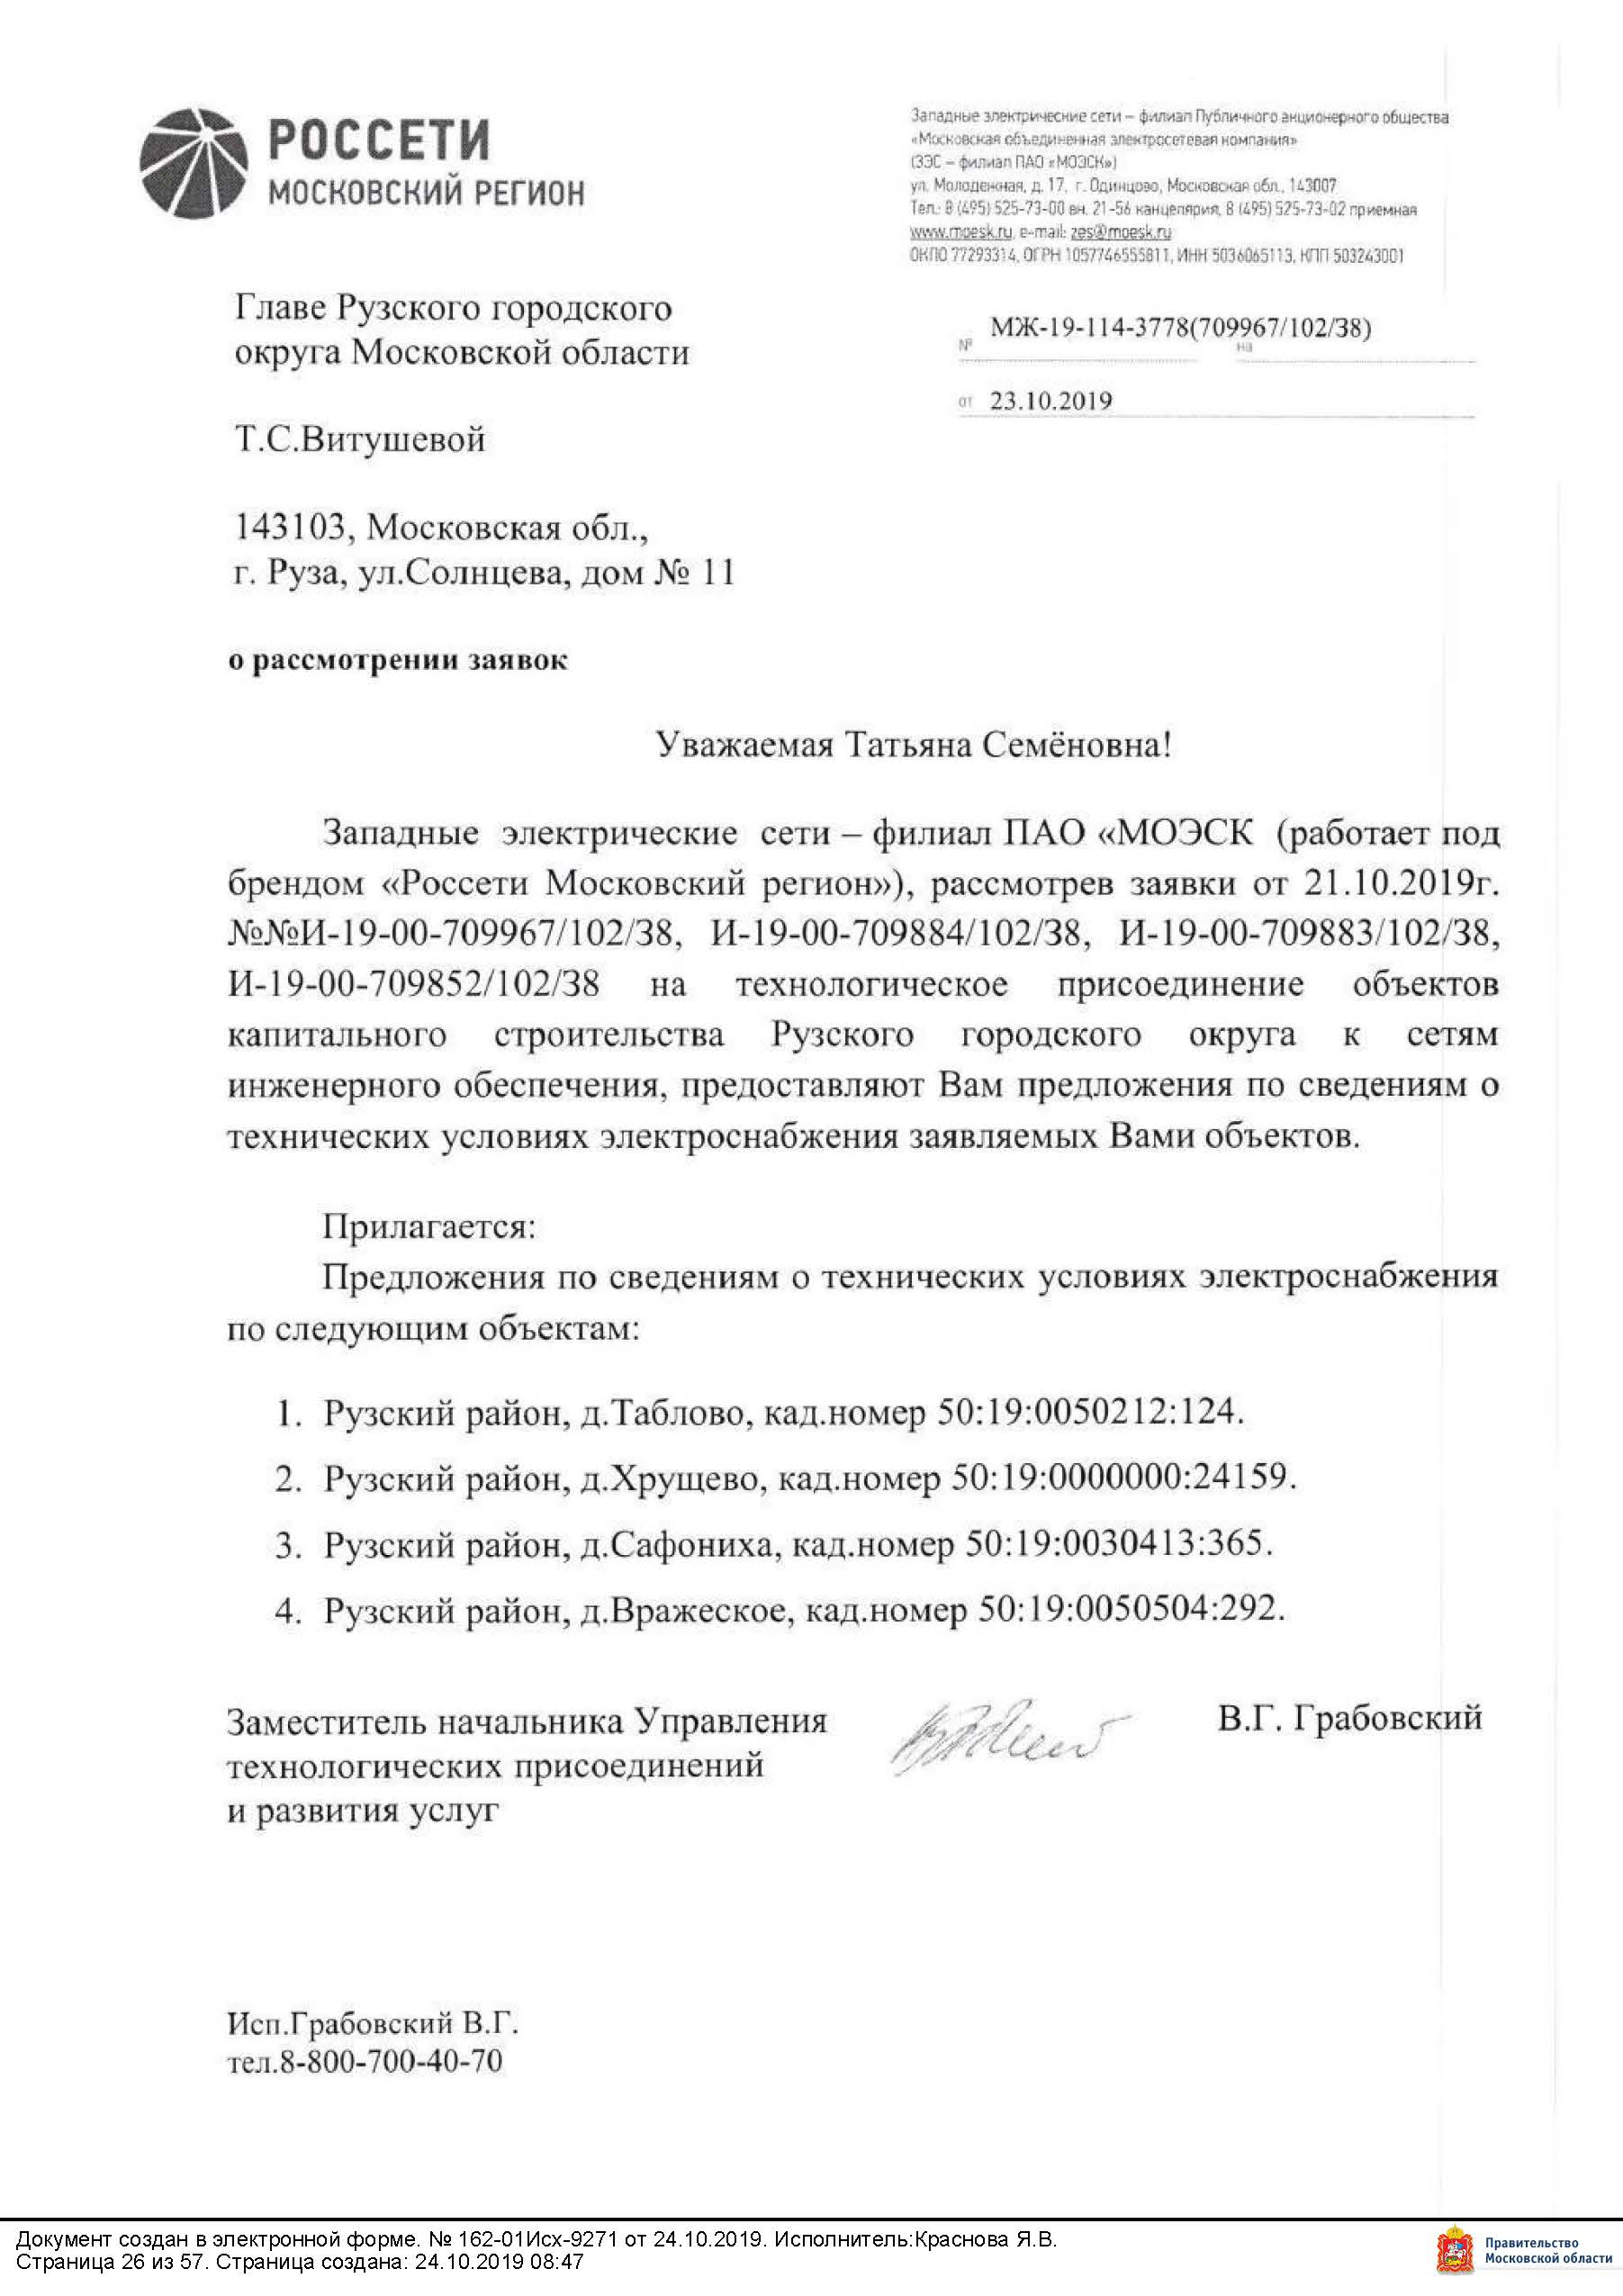 РОССЕТИ
МОСКОВСКИЙ РЕГИОН
Западные электрические сети – филиал Публичного акционерного общества
«Московская объединенная электросетевая компания»
(ЗЭС – филиал ПАО «МОЭСК»)
ул. Молодежная, д. 17, г. Одинцово, Московская обл., 143007
Тел.: 8 (495) 525-73-00 вн. 21-56 канцелярия, 8 (495) 525-73-02 приемная
www.moesk.ru, e-mail: zes@moesk.ru
ОКПО 77293314, ОГРН 1057746555811, ИНН 5036065113, КПП 503243001
Главе Рузского городского
округа Московской области
№ МЖ-19-114-3778(709967/102/З8)
на
от 23.10.2019
Т.С.Витушевой
143103, Московская обл.,
г. Руза, ул.Солнцева, дом № 11
о рассмотрении заявок
Уважаемая Татьяна Семёновна!
Западные электрические сети – филиал ПАО «МОЭСК (работает под
брендом «Россети Московский регион»), рассмотрев заявки от 21.10.2019г.
№№И-19-00-709967/102/З8, И-19-00-709884/102/З8, И-19-00-709883/102/З8,
И-19-00-709852/102/З8 на технологическое присоединение объектов
капитального строительства Рузского городского округа к сетям
инженерного обеспечения, предоставляют Вам предложения по сведениям о
технических условиях электроснабжения заявляемых Вами объектов.
Прилагается:
Предложения по сведениям о технических условиях электроснабжения
по следующим объектам:
1. Рузский район, д.Таблово, кад.номер 50:19:0050212:124.
2. Рузский район, д.Хрущево, кад.номер 50:19:0000000:24159.
3. Рузский район, д.Сафониха, кад.номер 50:19:0030413:365.
4. Рузский район, д.Вражеское, кад.номер 50:19:0050504:292.
Заместитель начальника Управления
технологических присоединений
и развития услуг
В.Г. Грабовский
Исп.Грабовский В.Г.
тел.8-800-700-40-70
Документ создан в электронной форме. № 162-01Исх-9271 от 24.10.2019. Исполнитель:Краснова Я.В.
Страница 26 из 57. Страница создана: 24.10.2019 08:47
Правительство
Московской области